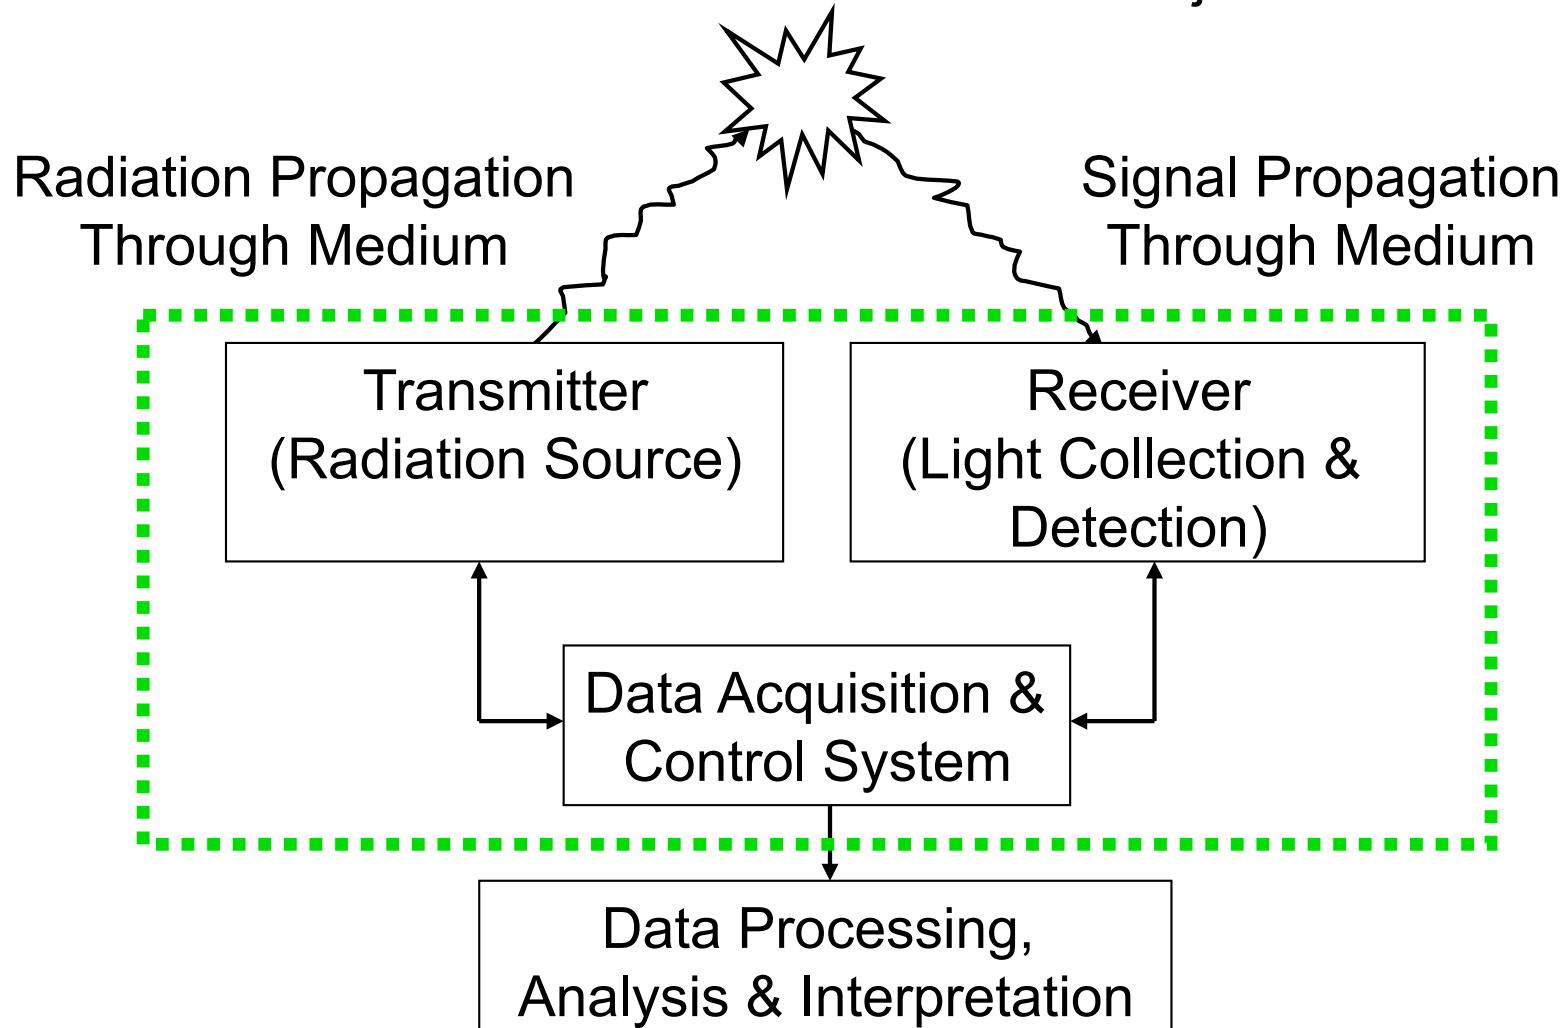 Radiation Propagation
Through Medium
Signal Propagation
Through Medium
Transmitter
(Radiation Source)
Receiver
(Light Collection &
Detection)
Data Acquisition &
Control System
Data Processing,
Analysis & Interpretation